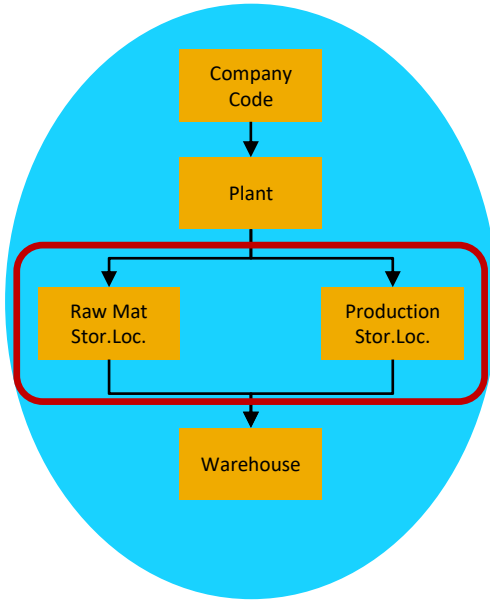 Company
Code
Plant
Raw Mat
Stor.Loc.
Production
Stor.Loc.
Warehouse